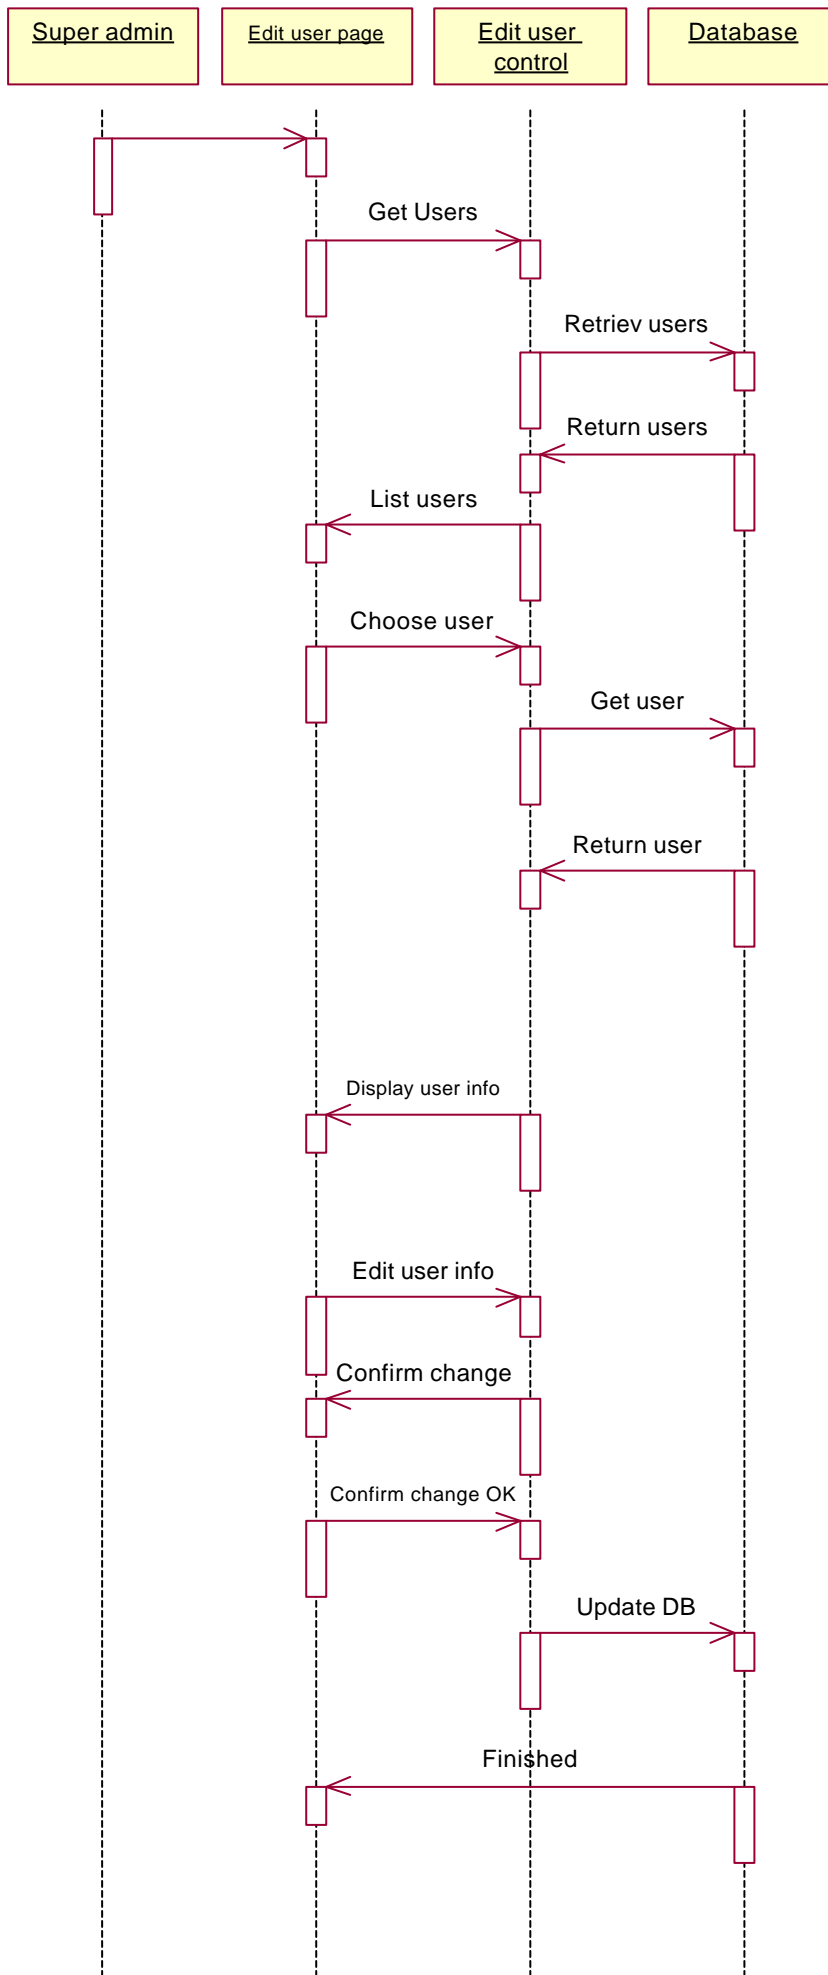 Super admin
Edit user page
Edit user
control
Database
Get Users
Retriev users
Return users
List users
Choose user
Get user
Return user
Display user info
Edit user info
Confirm change
Confirm change OK
Update DB
Finished